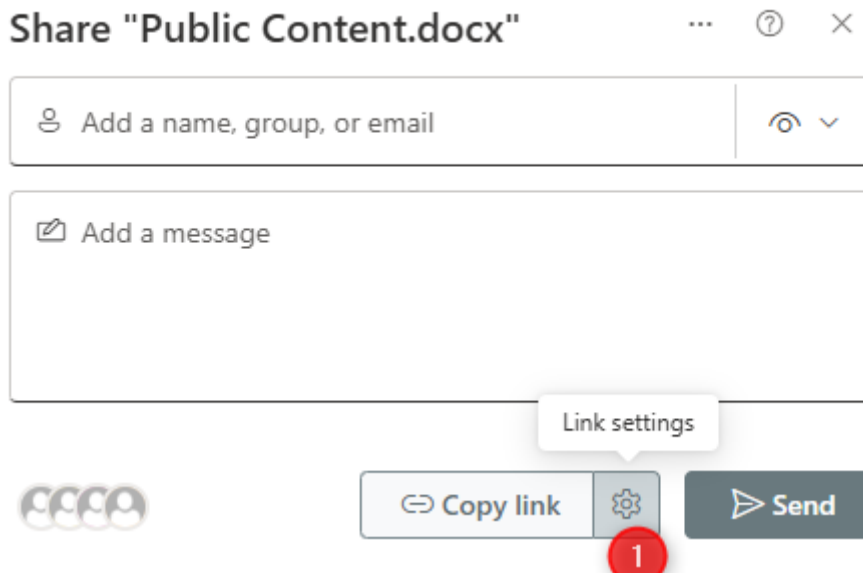 Share "Public Content.docx" ...
Add a name, group, or email
Add a message
Link settings
Copy link
Send
1